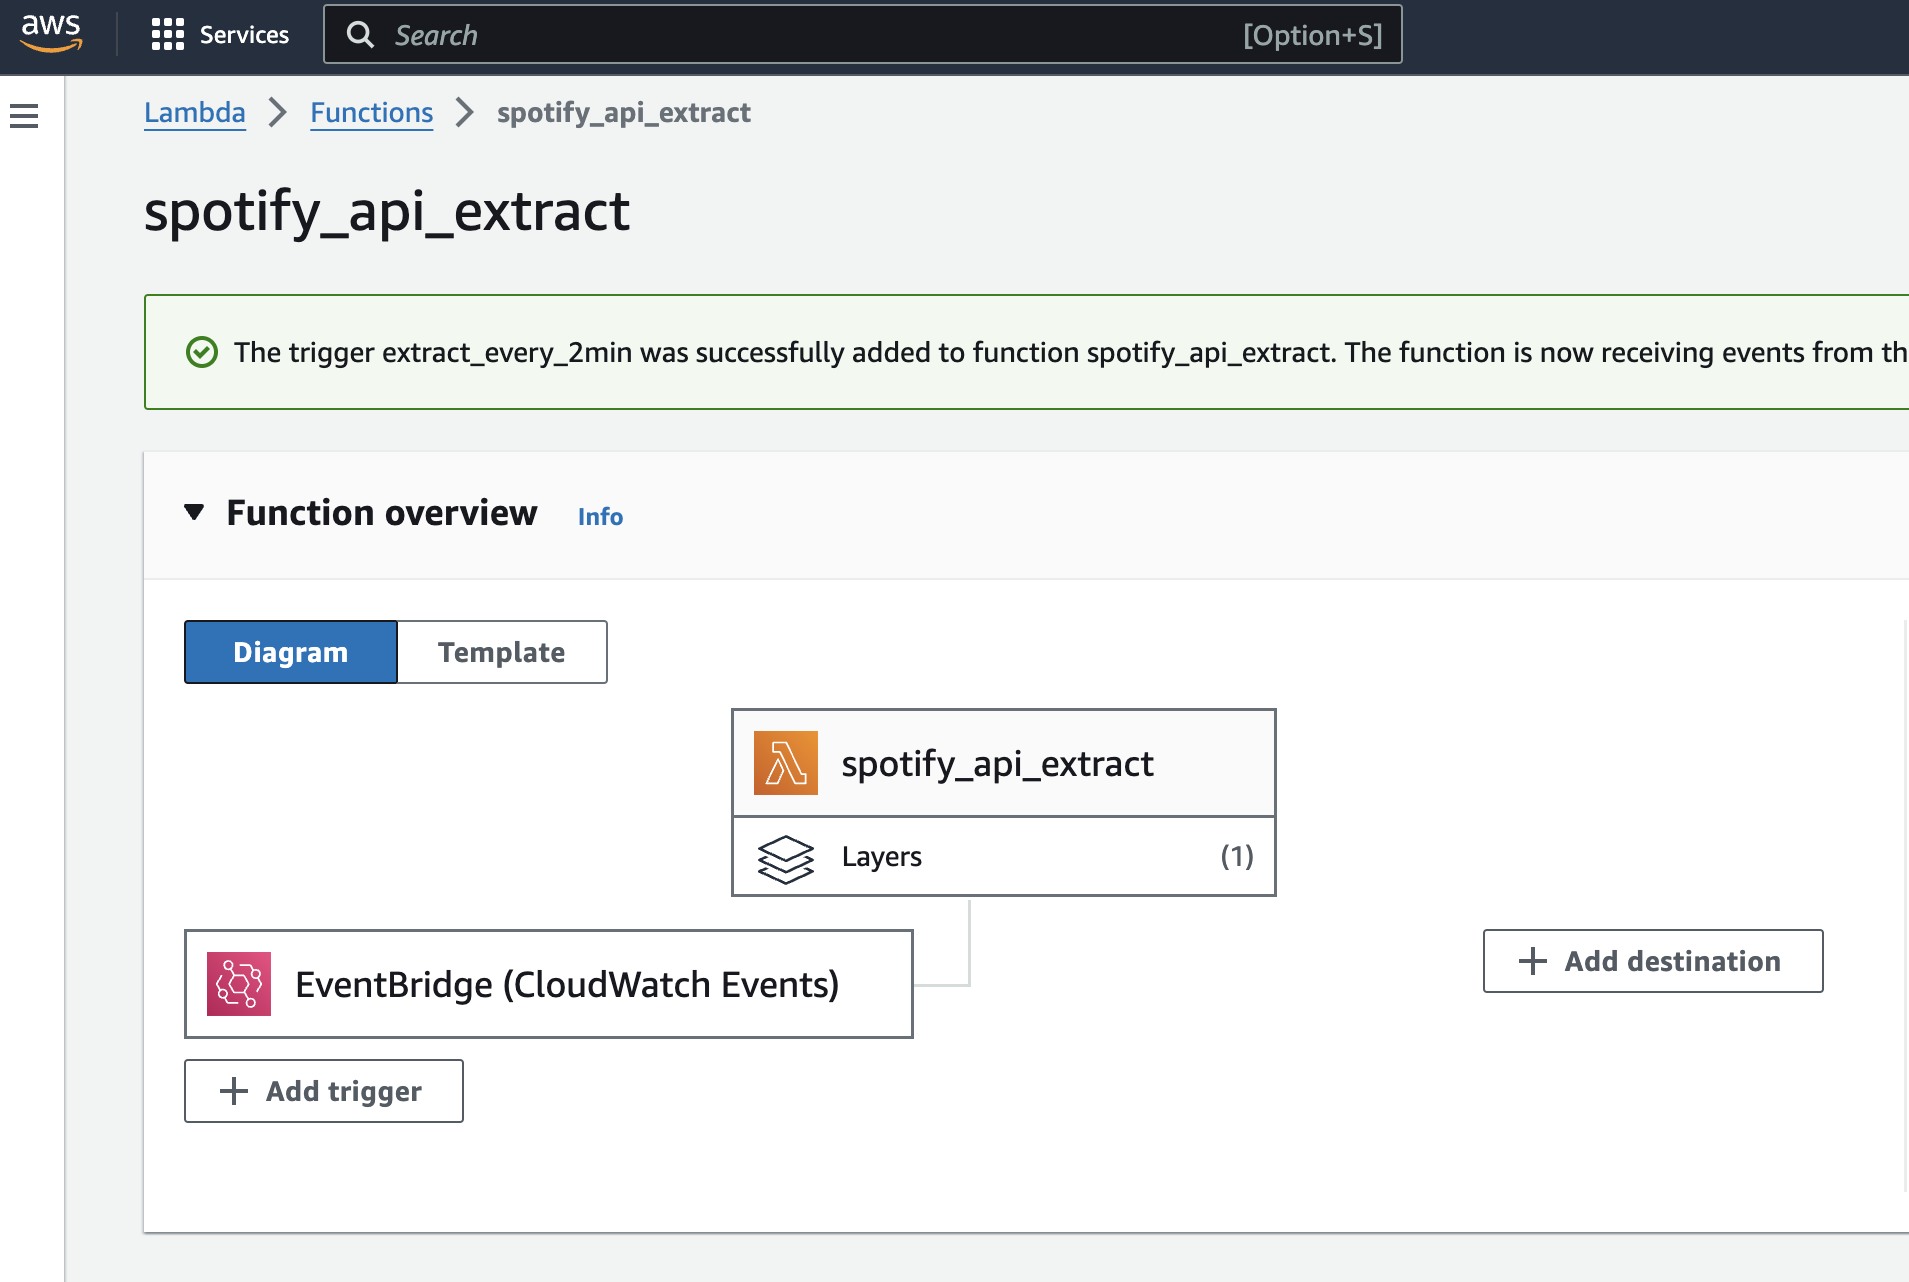 aws
Services
Search
[Option+S]
Lambda > Functions > spotify_api_extract
spotify_api_extract
The trigger extract_every_2min was successfully added to function spotify_api_extract. The function is now receiving events from th
Function overview
Info
Diagram
Template
spotify_api_extract
Layers
(1)
EventBridge (CloudWatch Events)
+ Add destination
+ Add trigger